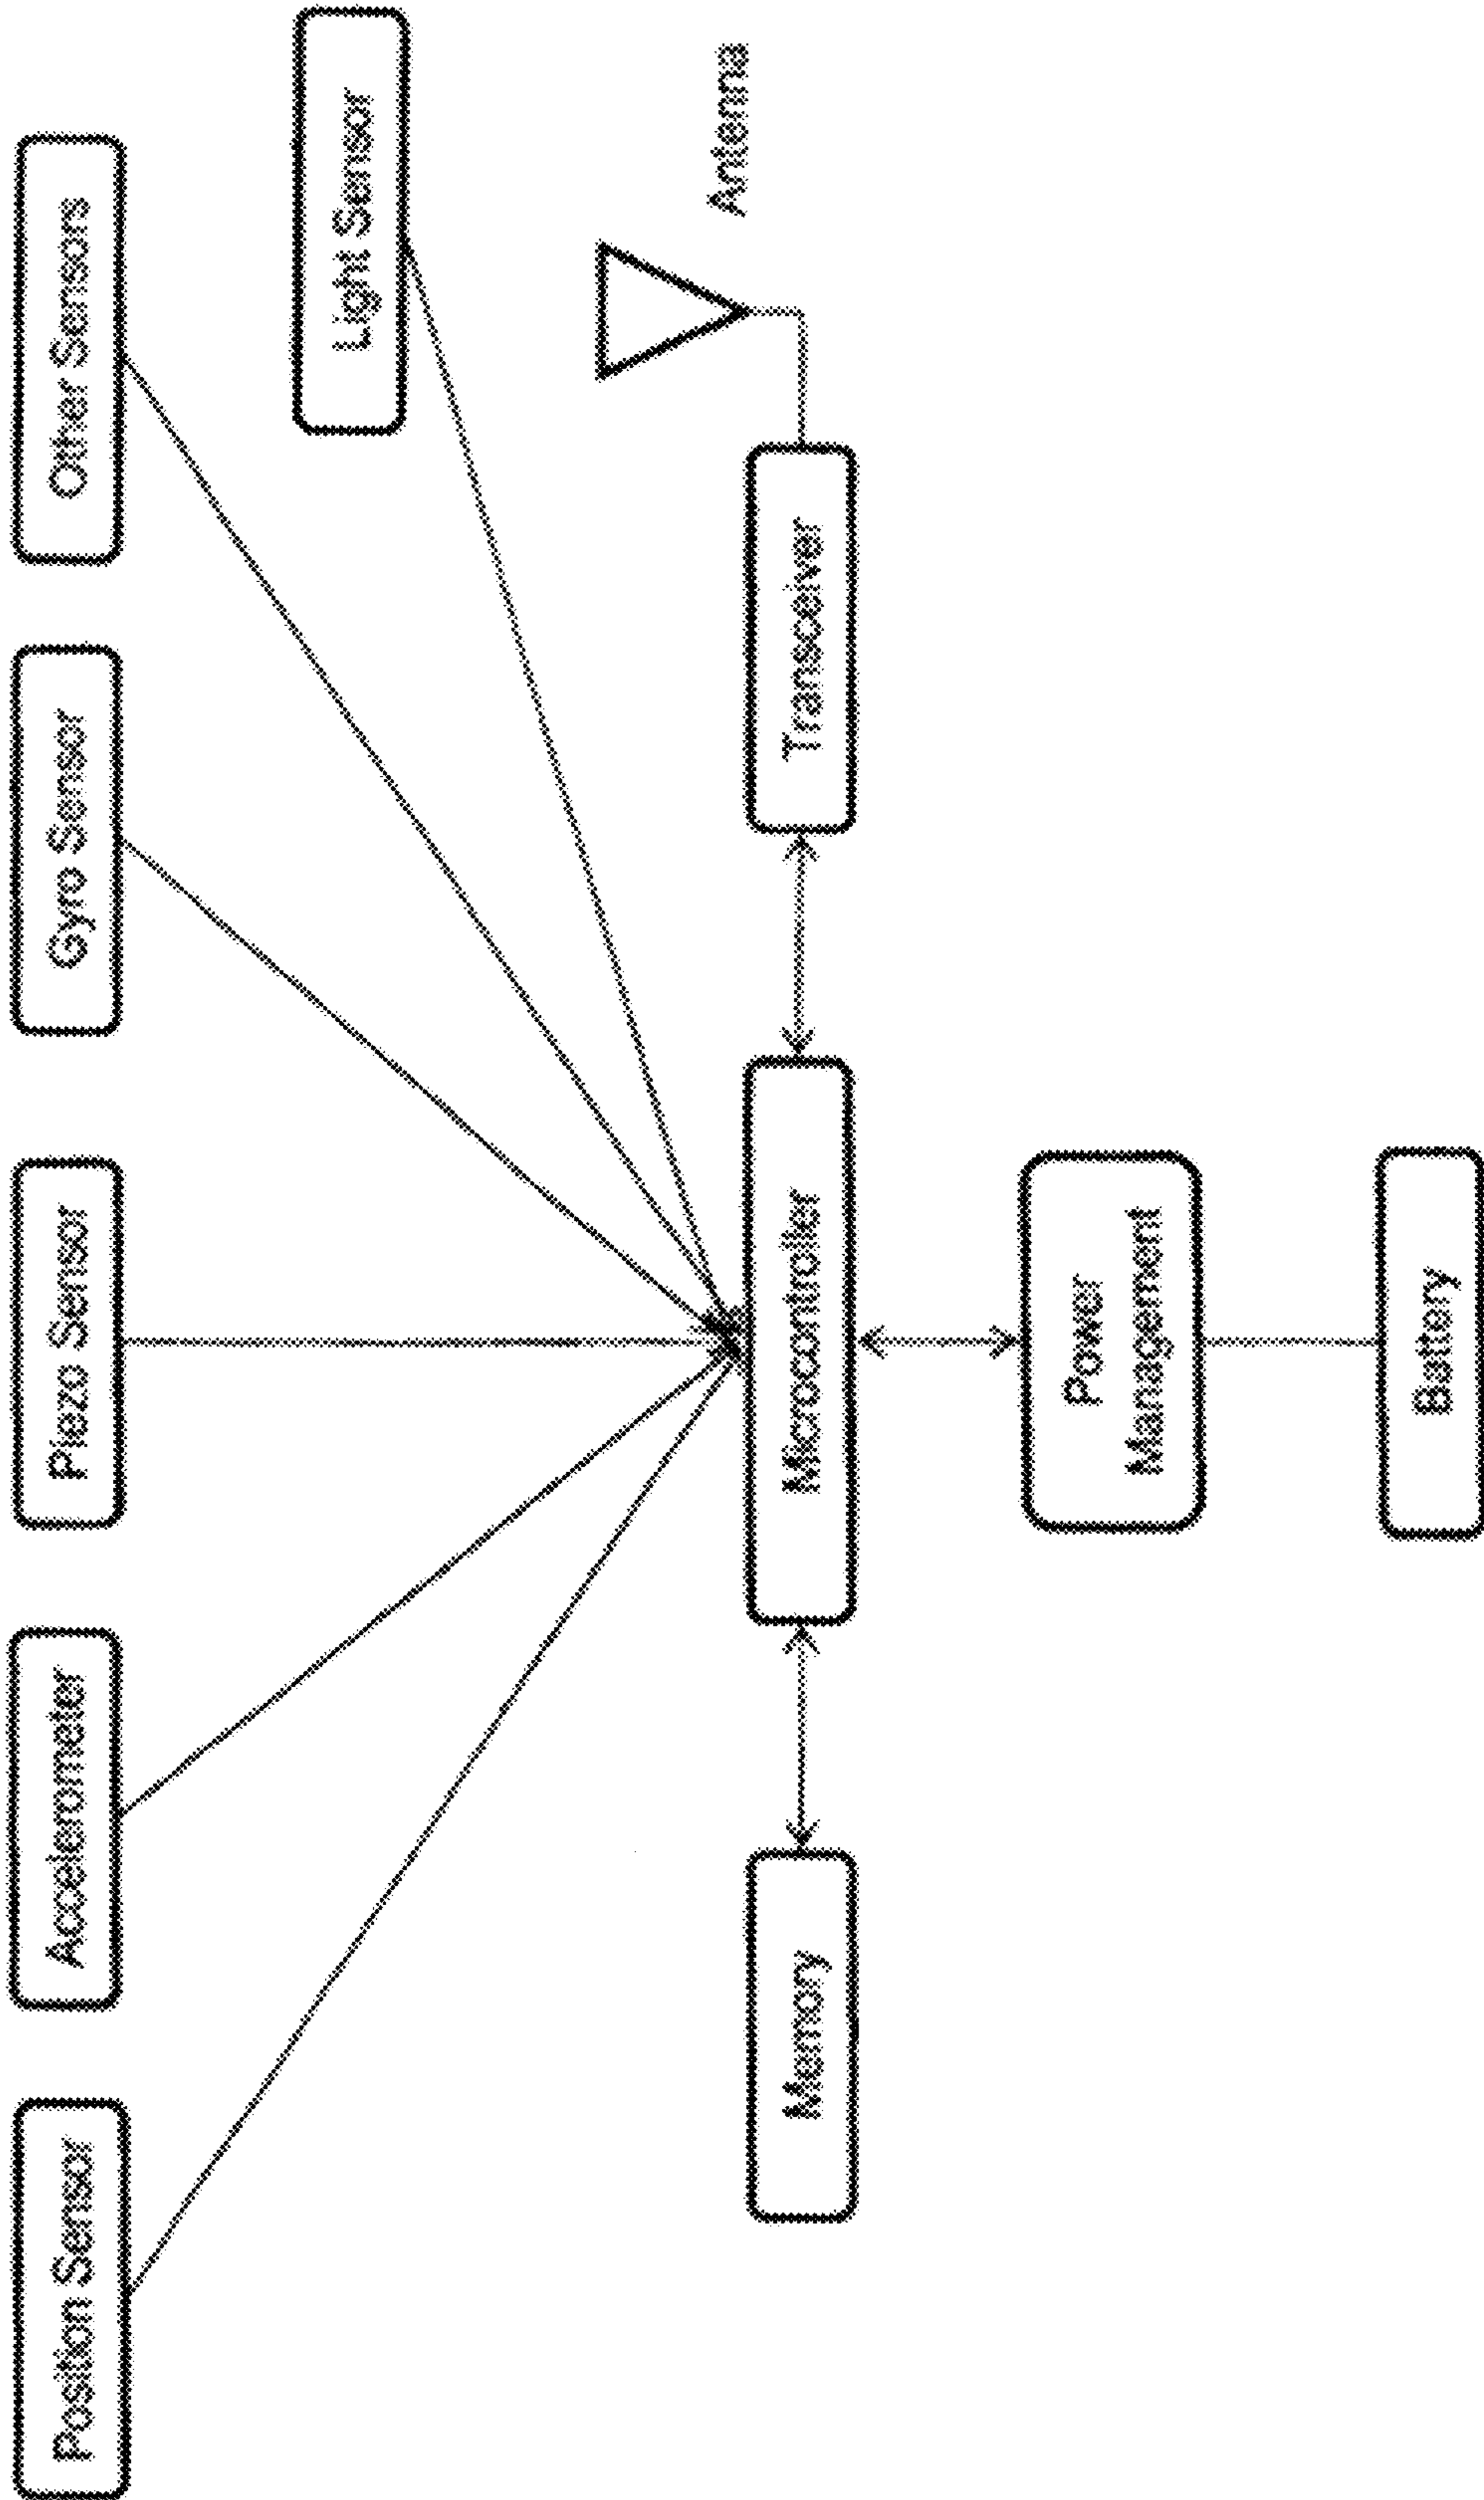 Position Sensor
Accelerometer
Piezo Sensor
Gyro Sensor
Other Sensors
Light Sensor
Antenna
Memory
Microcontroller
Transceiver
Power
Management
Battery